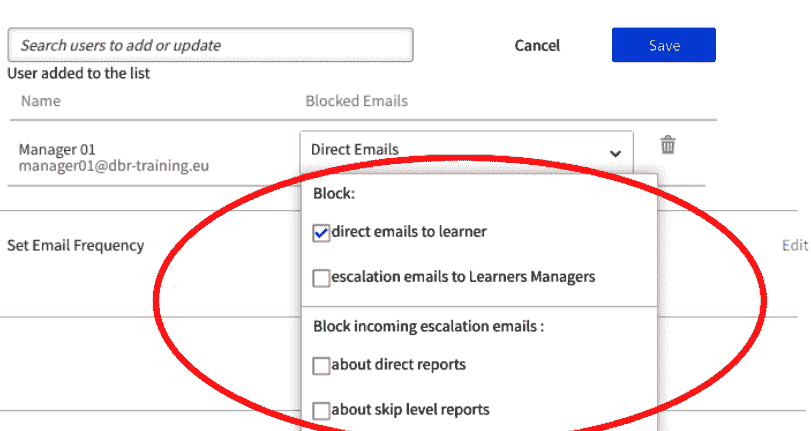 Search users to add or update
Cancel
Save
User added to the list
Name
Blocked Emails
Manager 01
manager01@dbr-training.eu
Direct Emails
Block:
direct emails to learner
Set Email Frequency
Edit
escalation emails to Learners Managers
Block incoming escalation emails :
about direct reports
about skip level reports